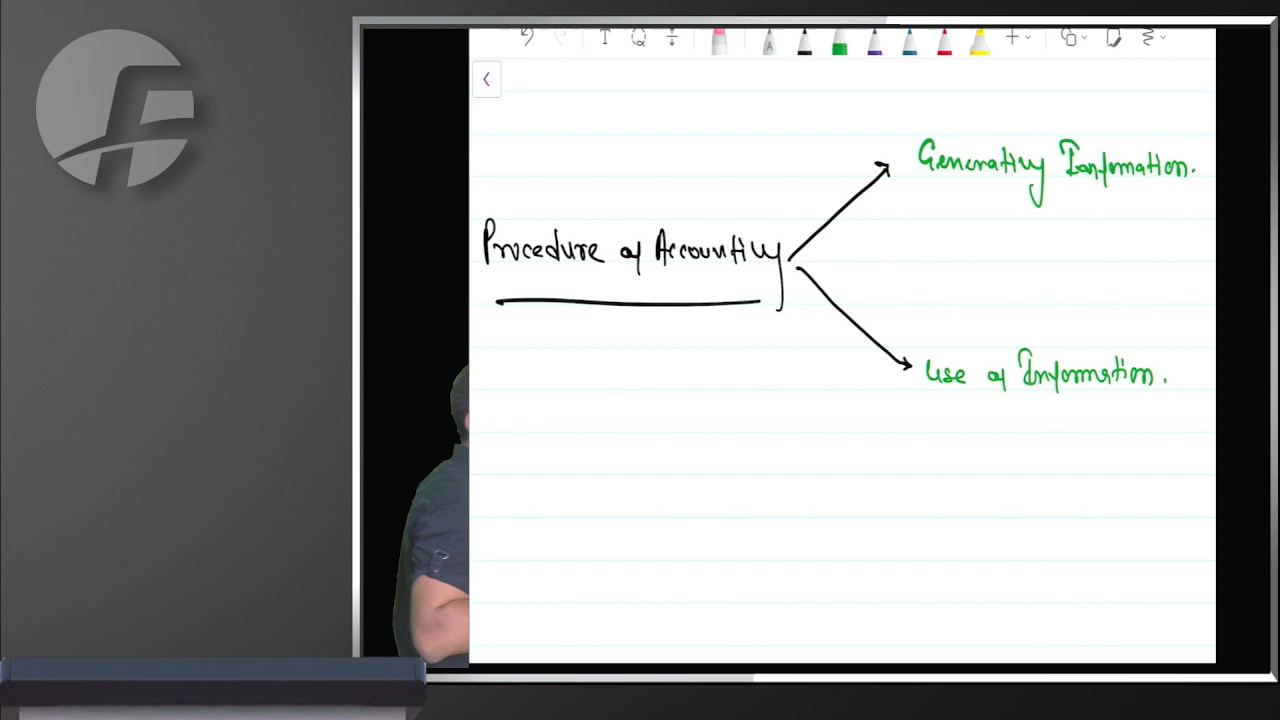 Generating Information.
Procedure of Accounting
Use of Information.